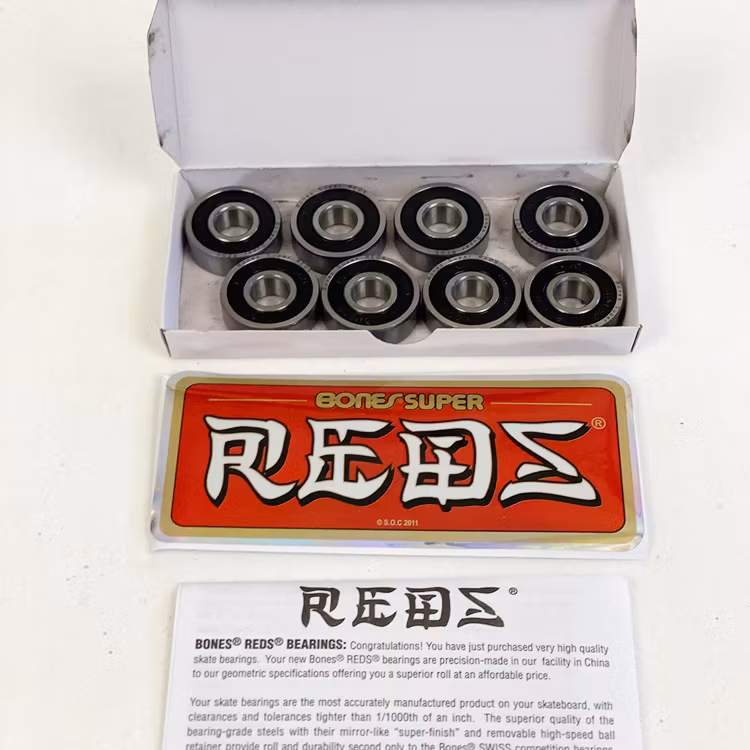 BONES SUPER
REDS®
© S.O.C 2011
REDS®
BONES® REDS® BEARINGS: Congratulations! You have just purchased very high quality
skate bearings. Your new Bones® REDS® bearings are precision-made in our facility in China
to our geometric specifications offering you a superior roll at an affordable price.
Your skate bearings are the most accurately manufactured product on your skateboard, with
clearances and tolerances tighter than 1/1000th of an inch. The superior quality of the
bearing-grade steels with their mirror-like "super-finish" and removable high-speed ball
retainer provide roll and durability second only to the Bones® SWISS competition bearings